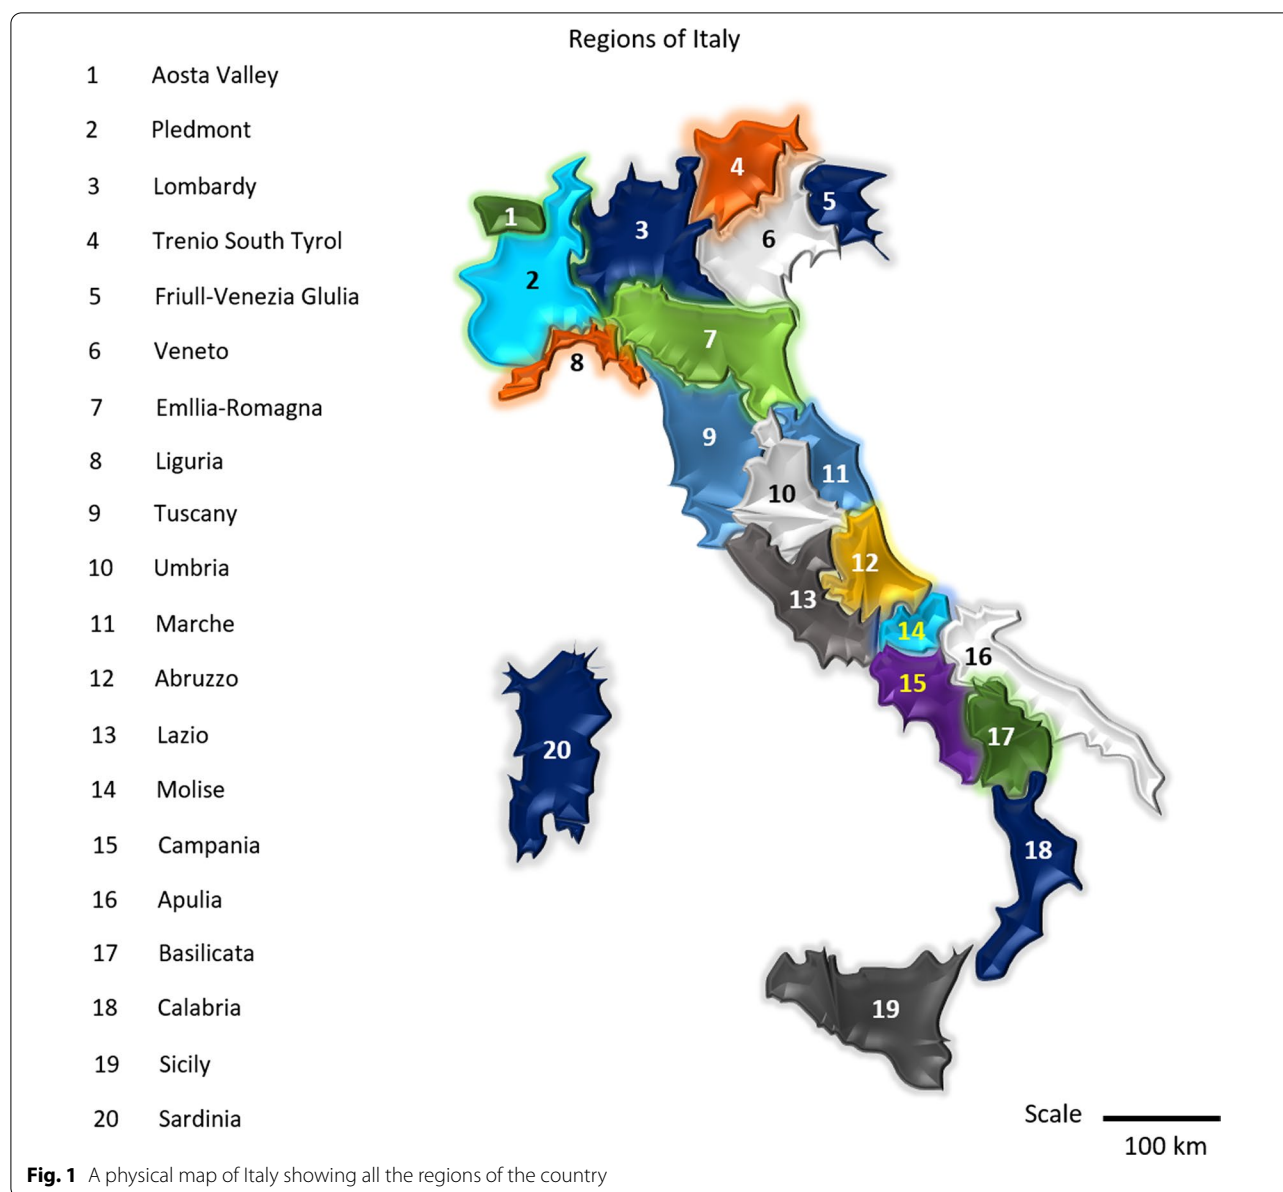 Regions of Italy
1 Aosta Valley
2 Pledmont
3 Lombardy
4 Trenio South Tyrol
5 Friull-Venezia Glulia
6 Veneto
7 Emllia-Romagna
8 Liguria
9 Tuscany
10 Umbria
11 Marche
12 Abruzzo
13 Lazio
14 Molise
15 Campania
16 Apulia
17 Basilicata
18 Calabria
19 Sicily
20 Sardinia
4
5
1
3
6
2
7
8
9
11
10
12
13
14
16
15
17
20
18
19
Scale
100 km
Fig. 1 A physical map of Italy showing all the regions of the country